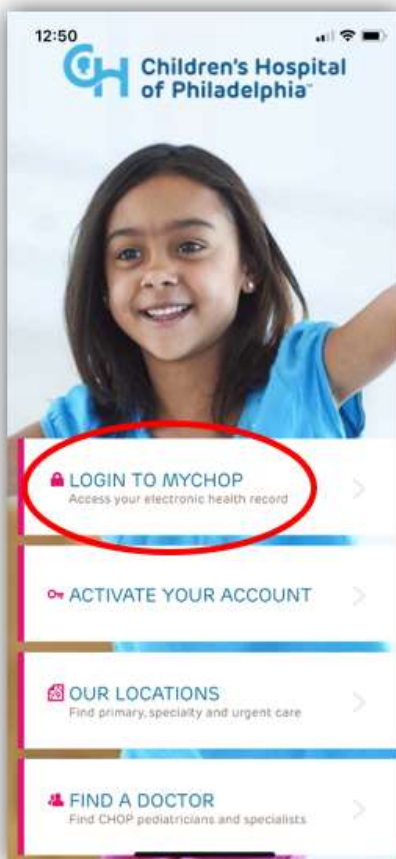 12:50
Children's Hospital
of Philadelphia™
LOGIN TO MYCHOP
Access your electronic health record
ACTIVATE YOUR ACCOUNT
OUR LOCATIONS
Find primary, specialty and urgent care
FIND A DOCTOR
Find CHOP pediatricians and specialists